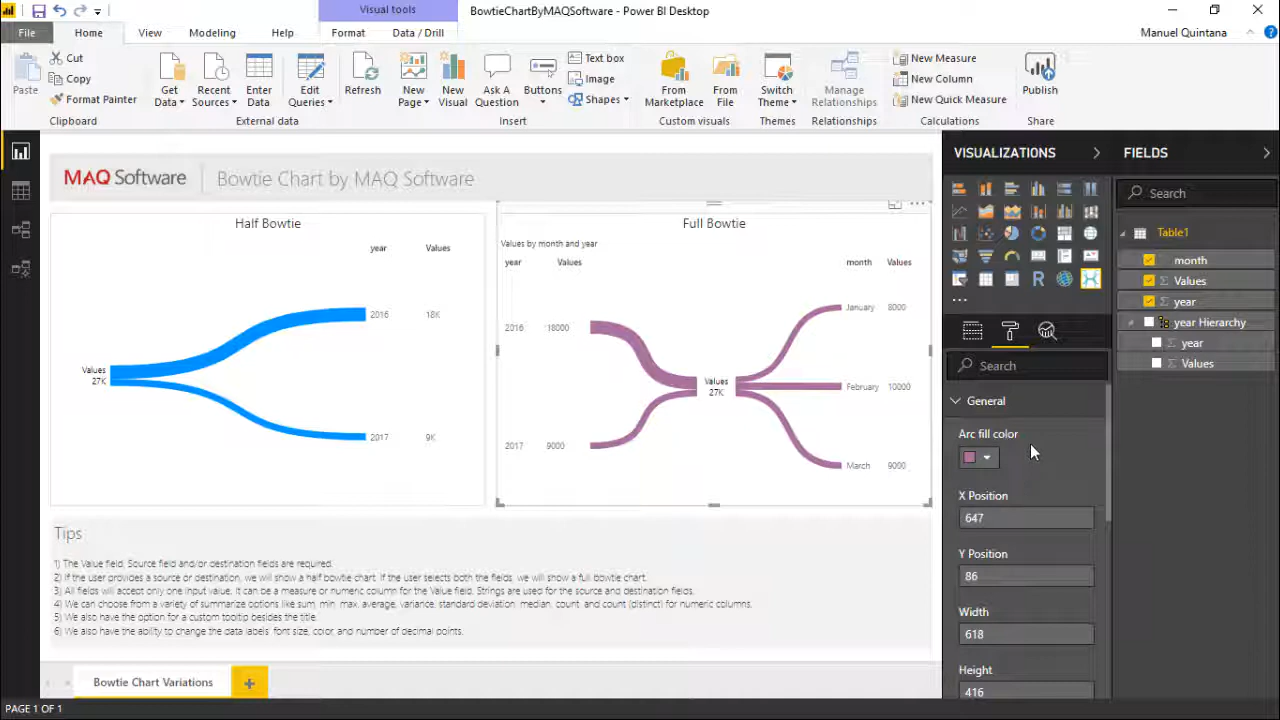 Visual tools
BowtieChartByMAQSoftware - Power BI Desktop
File Home View Modeling Help Format Data / Drill
Manuel Quintana
Paste
Cut
Copy
Format Painter
Clipboard
Get Data
Recent Sources
Enter Data
External data
Edit Queries
Refresh
New Page
New Visual
Ask A Question
Buttons
Text box
Image
Shapes
Insert
From Marketplace
From File
Custom visuals
Switch Theme
Themes
Manage Relationships
Relationships
New Measure
New Column
New Quick Measure
Calculations
Publish
Share
MAQ Software
Bowtie Chart by MAQ Software
Half Bowtie
year Values
2016 18K
Values
27K
2017 9K
Full Bowtie
Values by month and year
year Values
month Values
January 8000
2016 18000
Values
27K
February 10000
2017 9000
March 9000
Tips
1) The Value field, Source field and/or destination fields are required.
2) If the user provides a source or destination, we will show a half bowtie chart. If the user selects both the fields, we will show a full bowtie chart.
3) All fields will accept only one input value. It can be a measure or numeric column for the Value field. Strings are used for the source and destination fields.
4) We can choose from a variety of summarize options like sum, min, max, average, variance, standard deviation, median, count, and count (distinct) for numeric columns.
5) We also have the option for a custom tooltip besides the title.
6) We also have the ability to change the data labels' font size, color, and number of decimal points.
Bowtie Chart Variations
PAGE 1 OF 1
VISUALIZATIONS
R
Search
General
Arc fill color
X Position
647
Y Position
86
Width
618
Height
416
FIELDS
Search
Table1
month
Values
year
year Hierarchy
year
Values